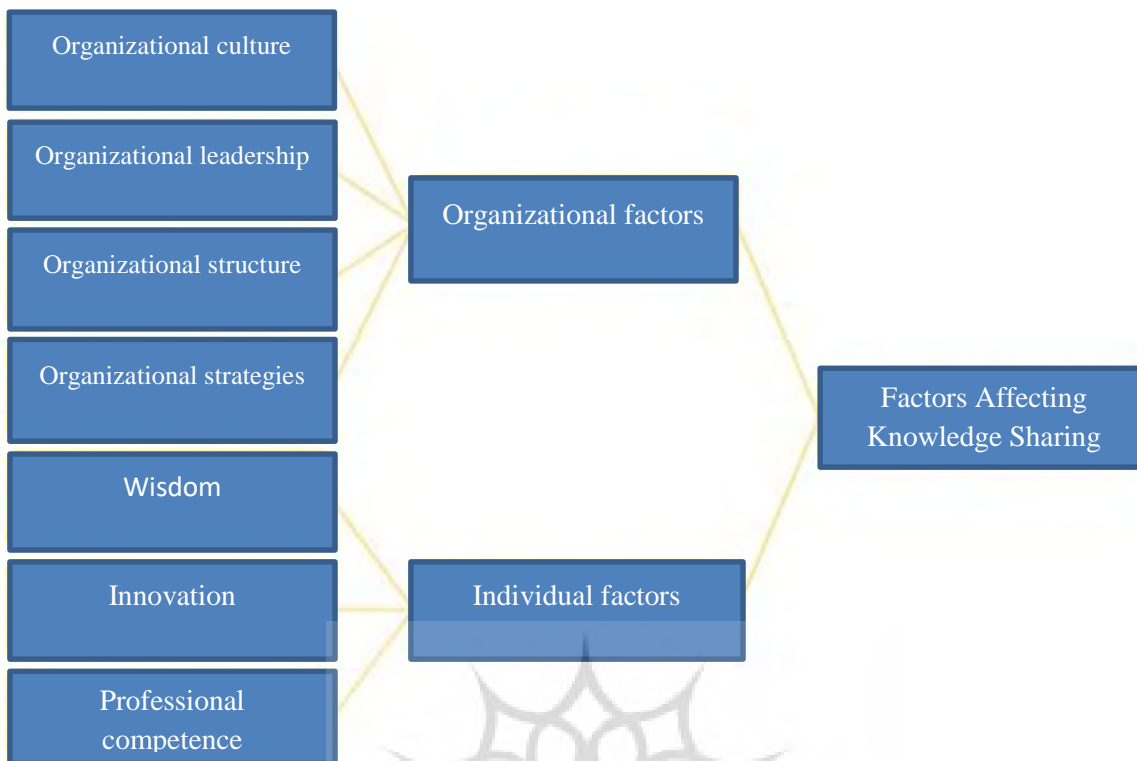 Organizational culture
Organizational leadership
Organizational structure
Organizational strategies
Wisdom
Innovation
Professional
competence
Organizational factors
Individual factors
Factors Affecting
Knowledge Sharing